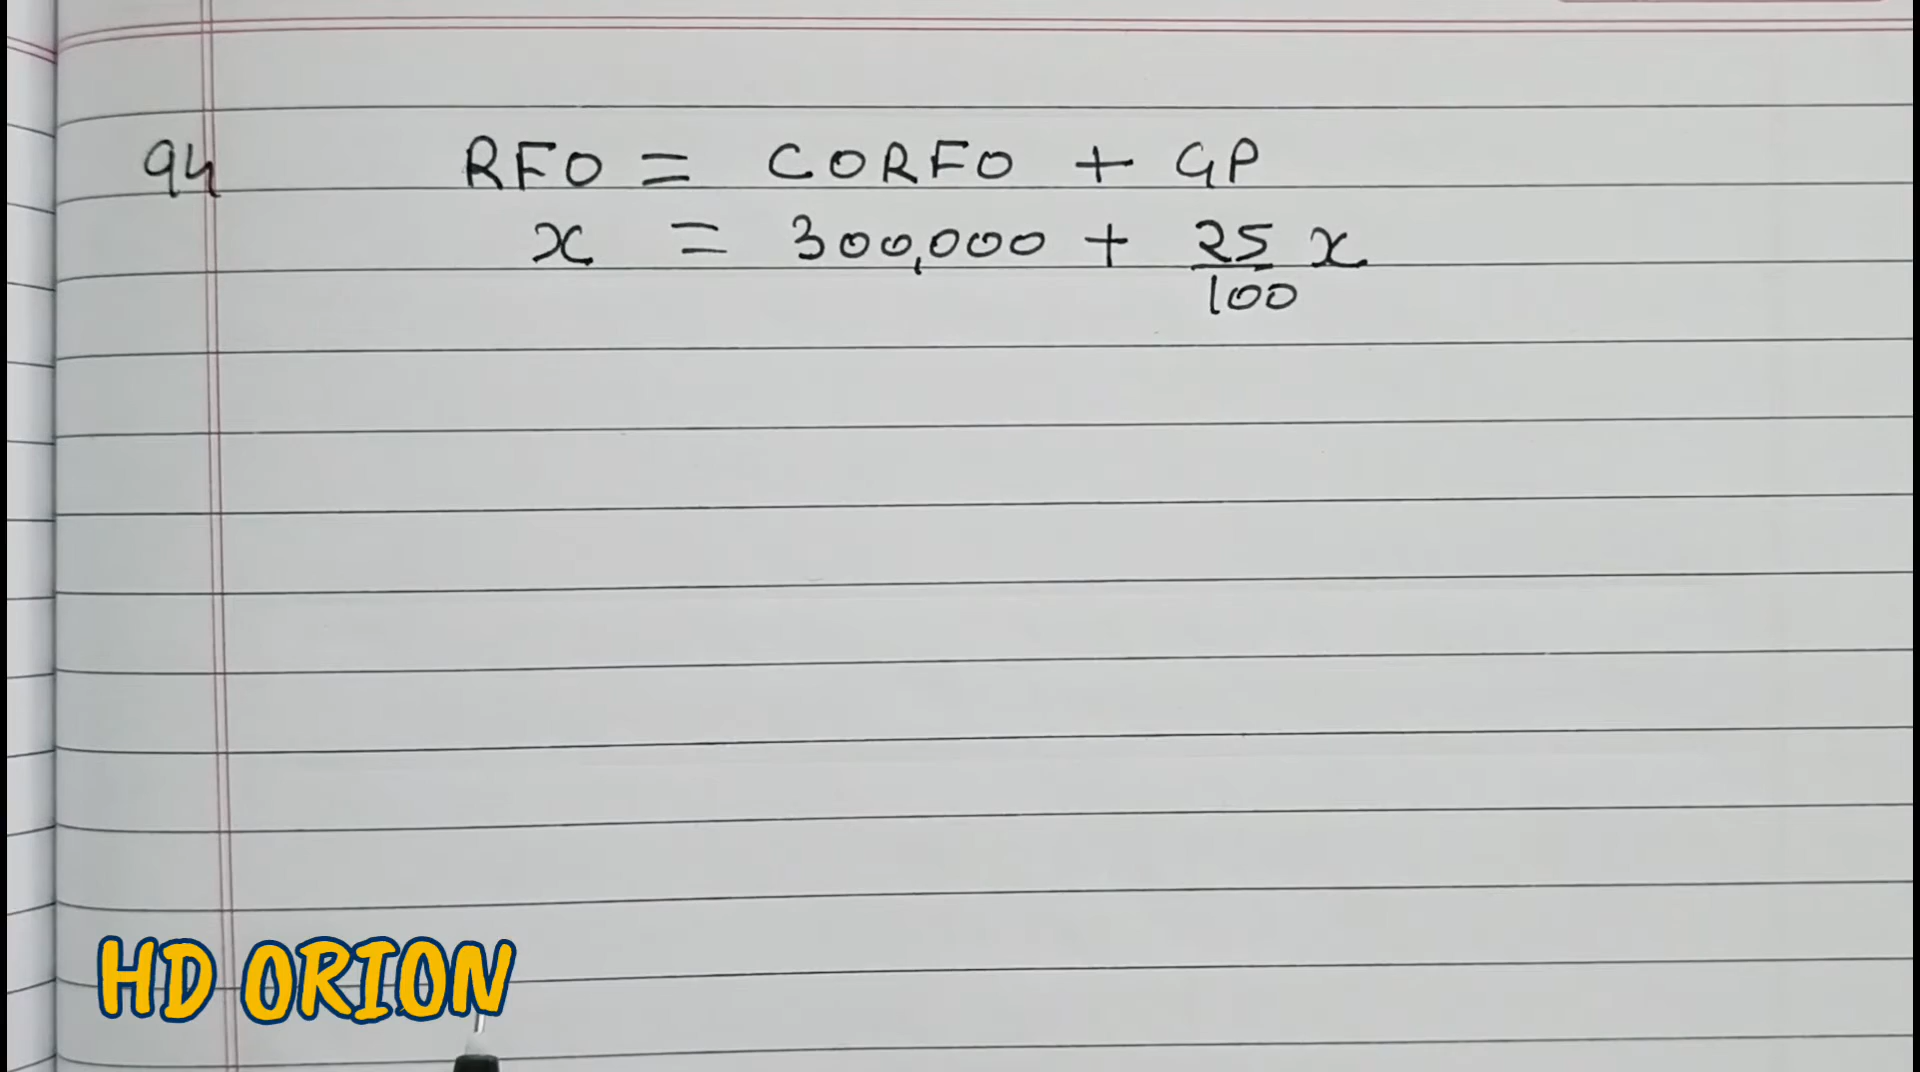 94 RFO = CORFO + GP
x = 300,000 + 25/100 x
HD ORION